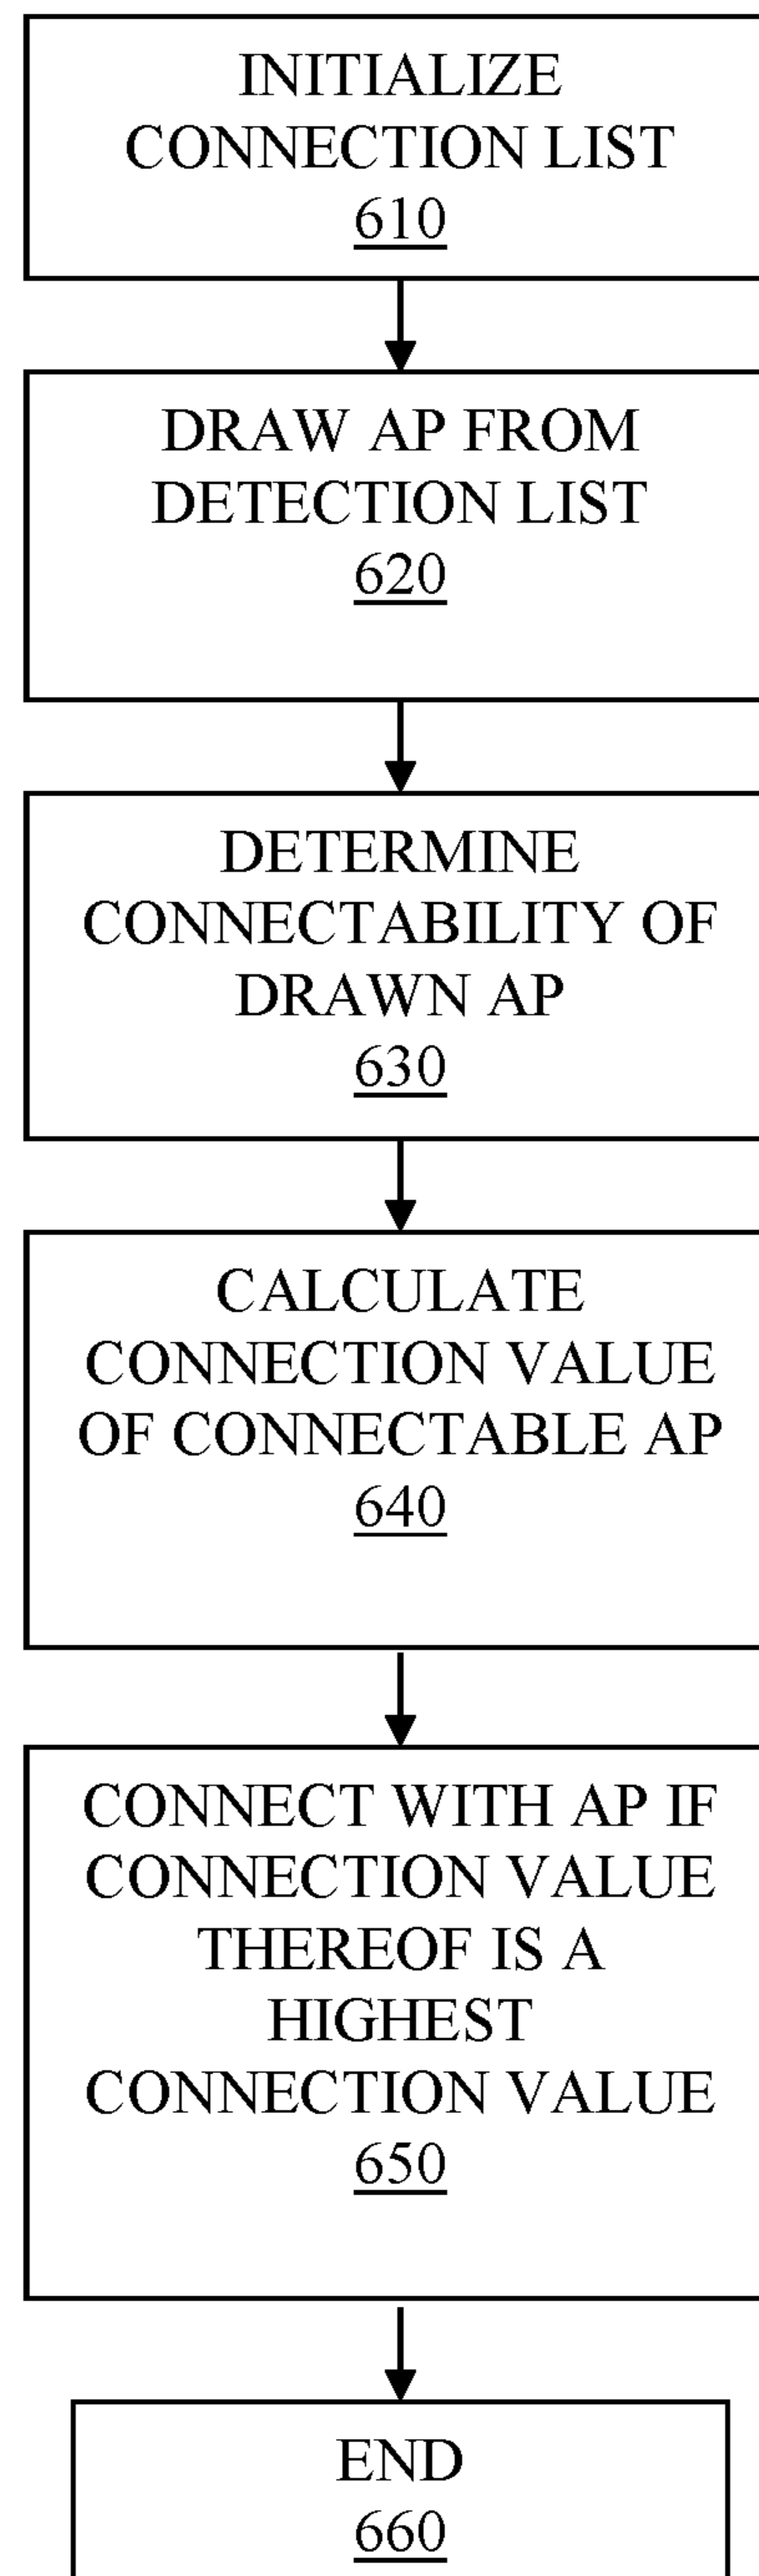 INITIALIZE
CONNECTION LIST
610
DRAW AP FROM
DETECTION LIST
620
DETERMINE
CONNECTABILITY OF
DRAWN AP
630
CALCULATE
CONNECTION VALUE
OF CONNECTABLE AP
640
CONNECT WITH AP IF
CONNECTION VALUE
THEREOF IS A
HIGHEST
CONNECTION VALUE
650
END
660